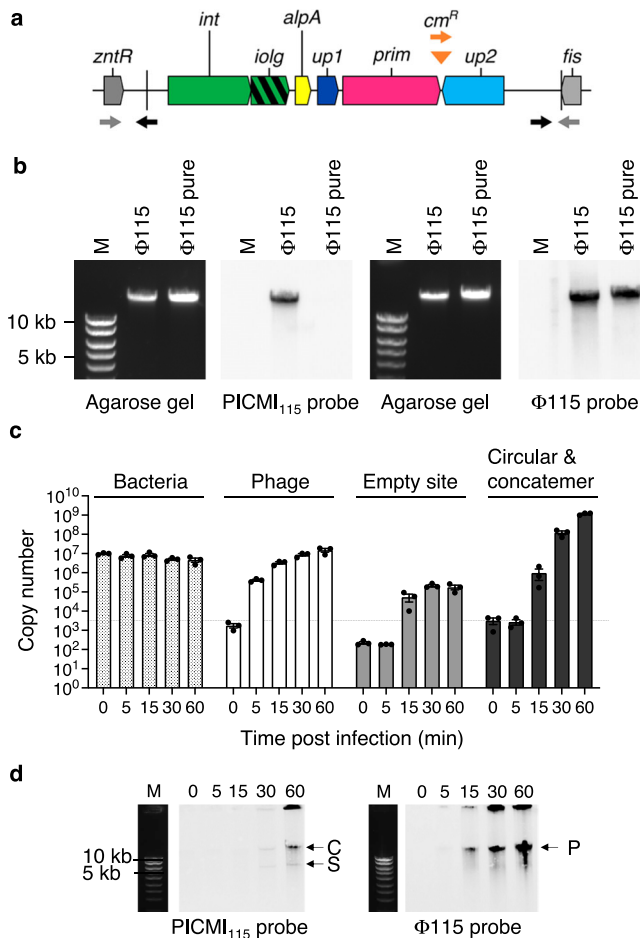 a
cmR
alpA
int
zntR
iolg
up1
prim
up2
fis
b
M
Φ115
Φ115 pure
M
Φ115
Φ115 pure
M
Φ115
Φ115 pure
M
Φ115
Φ115 pure
10 kb
5 kb
Agarose gel
PICMI115 probe
Agarose gel
Φ115 probe
c
Bacteria
Phage
Empty site
Circular &
concatemer
Copy number
10^10
10^9
10^8
10^7
10^6
10^5
10^4
10^3
10^2
10^1
10^0
0 5 15 30 60 0 5 15 30 60 0 5 15 30 60 0 5 15 30 60
Time post infection (min)
d
M 0 5 15 30 60 M 0 5 15 30 60
10 kb
5 kb
C
S
P
PICMI115 probe
Φ115 probe